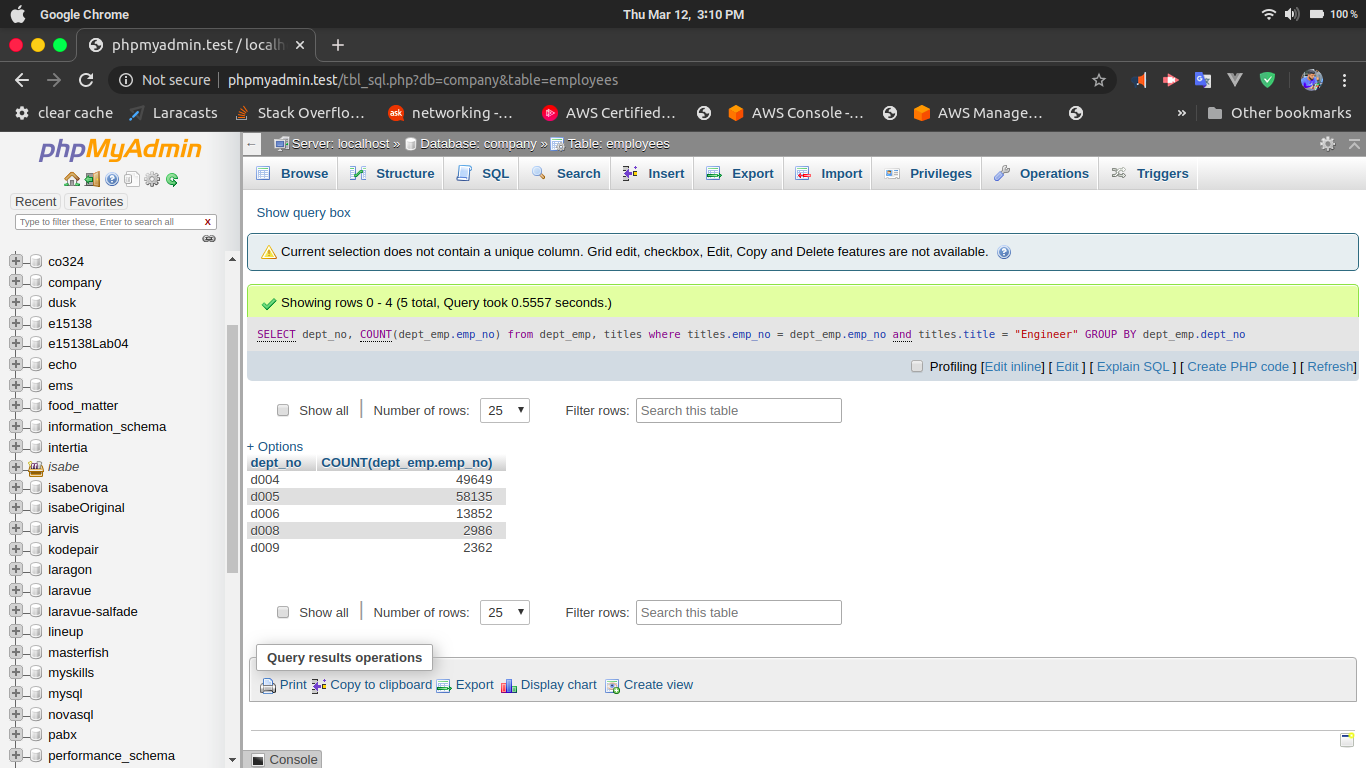 Google Chrome
Thu Mar 12, 3:10 PM
100 %
phpmyadmin.test / localh
Not secure
phpmyadmin.test/tbl_sql.php?db=company&table=employees
clear cache
Laracasts
Stack Overflo...
ask
networking -...
AWS Certified...
AWS Console -...
AWS Manage...
»
Other bookmarks
phpMyAdmin
Recent
Favorites
Type to filter these, Enter to search all
X
co324
company
dusk
e15138
e15138Lab04
echo
ems
food_matter
information_schema
intertia
isabe
isabenova
isabeOriginal
jarvis
kodepair
laragon
laravue
laravue-salfade
lineup
masterfish
myskills
mysql
novasql
pabx
performance_schema
Server: localhost » Database: company » Table: employees
Browse
Structure
SQL
Search
Insert
Export
Import
Privileges
Operations
Triggers
Show query box
Current selection does not contain a unique column. Grid edit, checkbox, Edit, Copy and Delete features are not available.
Showing rows 0 - 4 (5 total, Query took 0.5557 seconds.)
SELECT dept_no, COUNT(dept_emp.emp_no) from dept_emp, titles where titles.emp_no = dept_emp.emp_no and titles.title = "Engineer" GROUP BY dept_emp.dept_no
Profiling [Edit inline] [ Edit ] [ Explain SQL ] [ Create PHP code ] [ Refresh]
Show all | Number of rows: 25 Filter rows: Search this table
+ Options
dept_no COUNT(dept_emp.emp_no)
d004 49649
d005 58135
d006 13852
d008 2986
d009 2362
Show all | Number of rows: 25 Filter rows: Search this table
Query results operations
Print Copy to clipboard Export Display chart Create view
Console